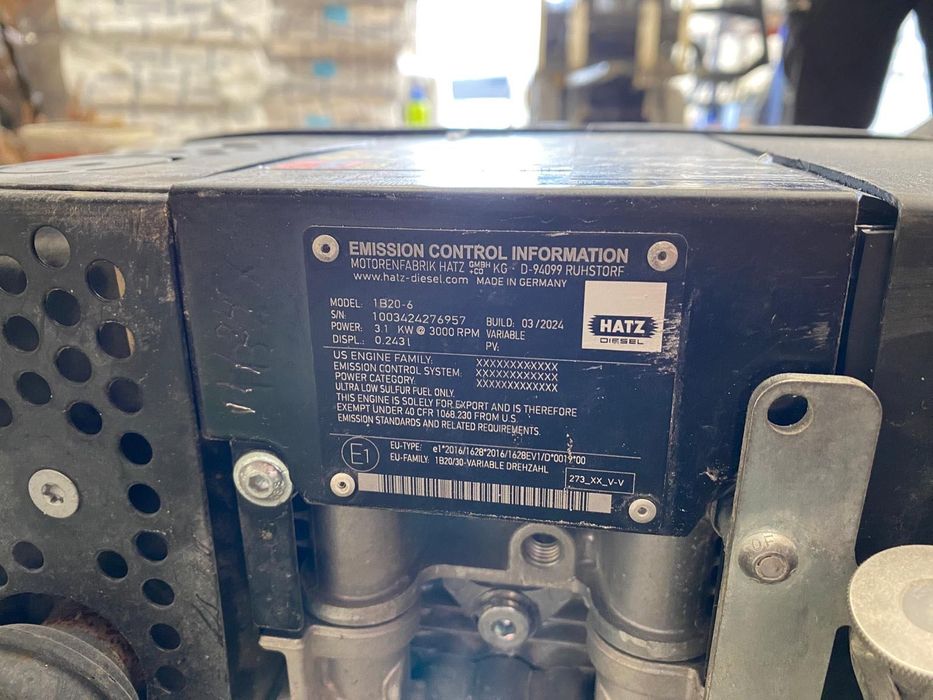 EMISSION CONTROL INFORMATION
MOTORENFABRIK HATZ GMBH +CO KG · D-94099 RUHSTORF
www.hatz-diesel.com MADE IN GERMANY
MODEL: 1B20-6
S/N: 1003424276957 BUILD: 03/2024
POWER: 3.1 KW @ 3000 RPM VARIABLE
DISPL.: 0.243 l PV:
HATZ
DIESEL
US ENGINE FAMILY: XXXXXXXXXXXX
EMISSION CONTROL SYSTEM: XXXXXXXXXXXX
POWER CATEGORY: XXXXXXXXXXXX
ULTRA LOW SULFUR FUEL ONLY
THIS ENGINE IS SOLELY FOR EXPORT AND IS THEREFORE
EXEMPT UNDER 40 CFR 1068.230 FROM U.S.
EMISSION STANDARDS AND RELATED REQUIREMENTS.
E1
EU-TYPE: e1*2016/1628*2016/1628EV1/D*0019*00
EU-FAMILY: 1B20/30-VARIABLE DREHZAHL
273_XX_V-V